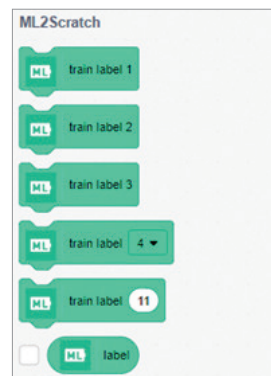 ML2Scratch
ML train label 1
ML train label 2
ML train label 3
ML train label 4
ML train label 11
ML label